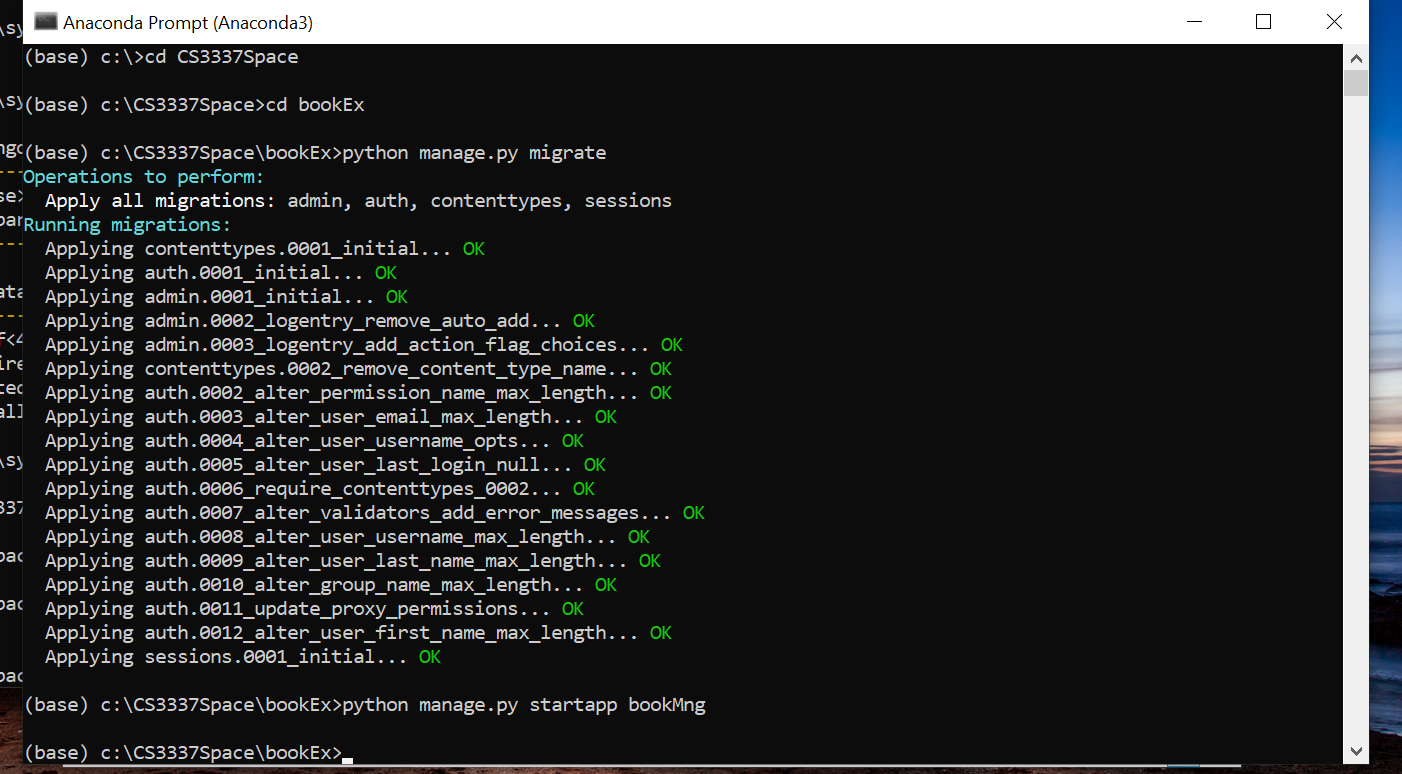 Anaconda Prompt (Anaconda3)
(base) c:\>cd CS3337Space
(base) c:\CS3337Space>cd bookEx
(base) c:\CS3337Space\bookEx>python manage.py migrate
Operations to perform:
  Apply all migrations: admin, auth, contenttypes, sessions
Running migrations:
  Applying contenttypes.0001_initial... OK
  Applying auth.0001_initial... OK
  Applying admin.0001_initial... OK
  Applying admin.0002_logentry_remove_auto_add... OK
  Applying admin.0003_logentry_add_action_flag_choices... OK
  Applying contenttypes.0002_remove_content_type_name... OK
  Applying auth.0002_alter_permission_name_max_length... OK
  Applying auth.0003_alter_user_email_max_length... OK
  Applying auth.0004_alter_user_username_opts... OK
  Applying auth.0005_alter_user_last_login_null... OK
  Applying auth.0006_require_contenttypes_0002... OK
  Applying auth.0007_alter_validators_add_error_messages... OK
  Applying auth.0008_alter_user_username_max_length... OK
  Applying auth.0009_alter_user_last_name_max_length... OK
  Applying auth.0010_alter_group_name_max_length... OK
  Applying auth.0011_update_proxy_permissions... OK
  Applying auth.0012_alter_user_first_name_max_length... OK
  Applying sessions.0001_initial... OK
(base) c:\CS3337Space\bookEx>python manage.py startapp bookMng
(base) c:\CS3337Space\bookEx>